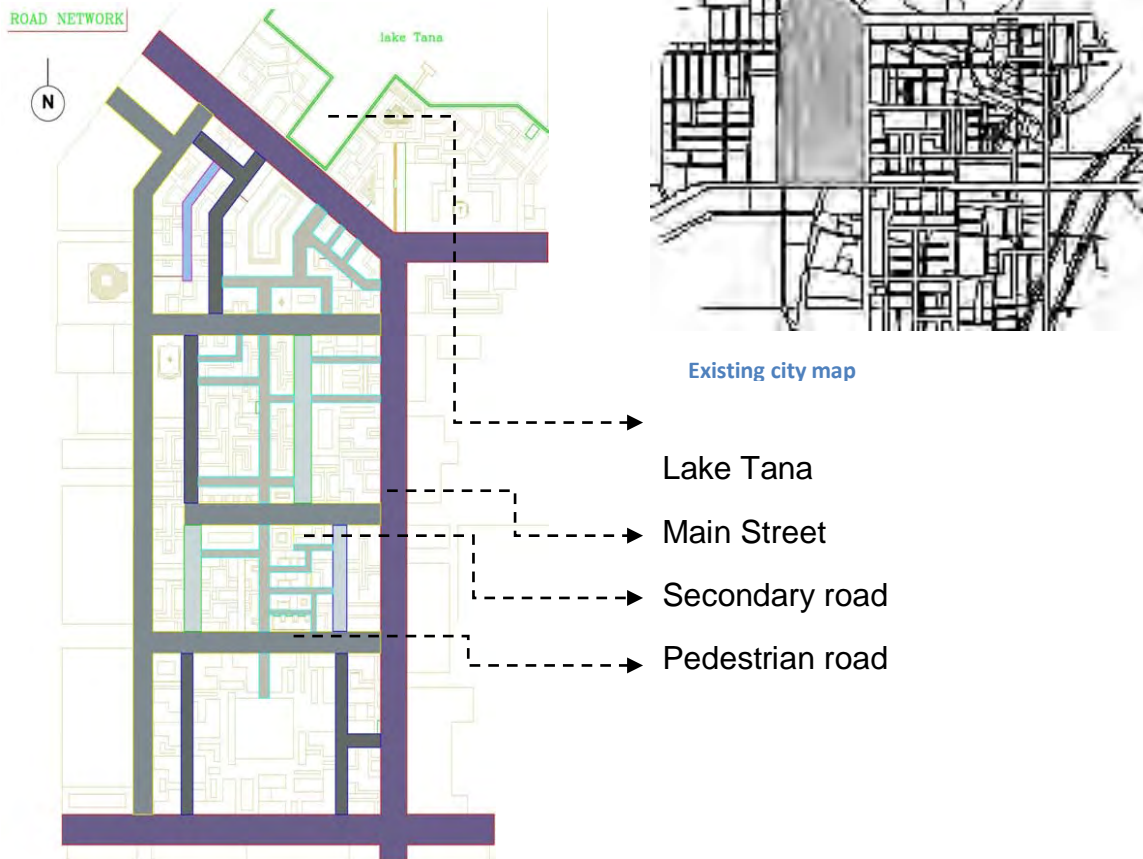 ROAD NETWORK
lake Tana
N
Existing city map
Lake Tana
Main Street
Secondary road
Pedestrian road